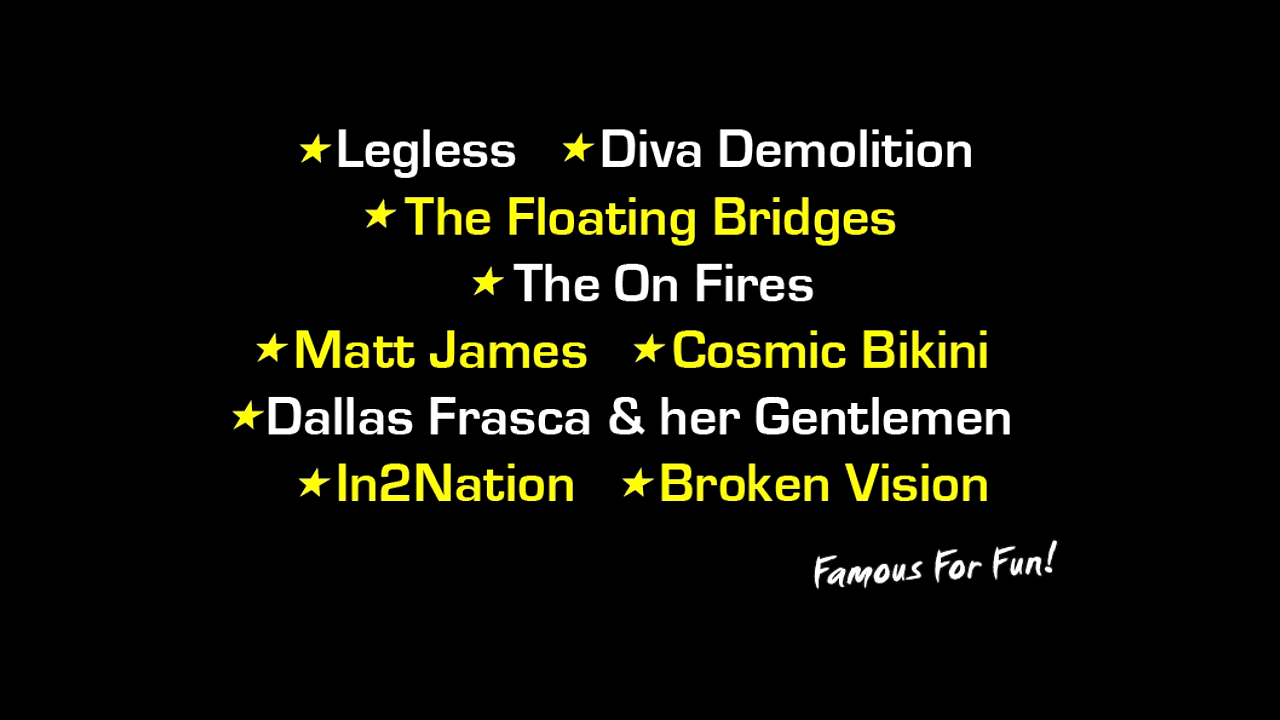 ★Legless ★Diva Demolition
★The Floating Bridges
★The On Fires
★Matt James ★Cosmic Bikini
★Dallas Frasca & her Gentlemen
★In2Nation ★Broken Vision
Famous For Fun!